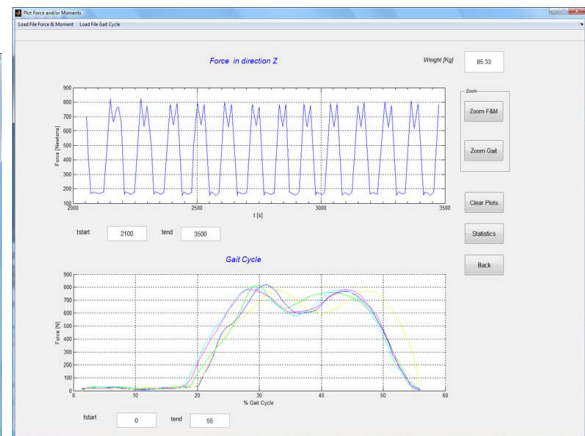 Plot Force and/or Moments
Load File Force & Moment Load File Gait Cycle
Force in direction Z
Weight [Kg]
85.33
900
800
700
600
500
400
300
200
100
Force [Newtons]
2000 2500 3000 3500
t [s]
tstart 2100 tend 3500
Zoom
Zoom F&M
Zoom Gait
Clear Plots
Statistics
Back
Gait Cycle
900
800
700
600
500
400
300
200
100
0
Force [N]
0 10 20 30 40 50 60
% Gait Cycle
tstart 0 tend 55